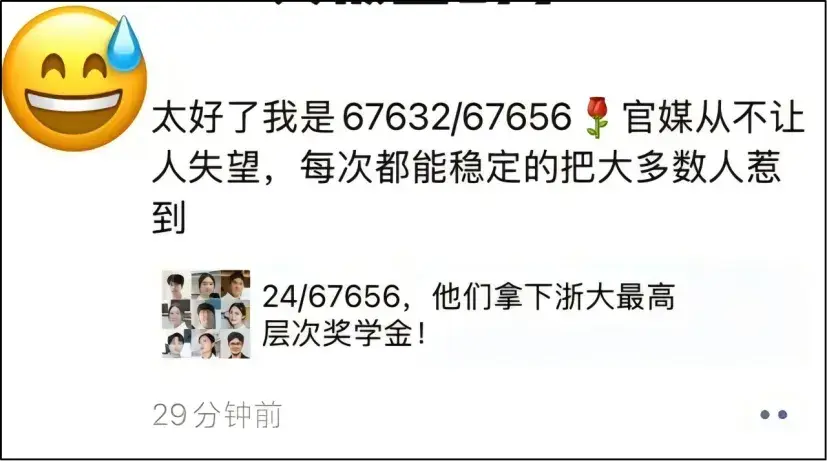 太好了我是67632/67656🌹官媒从不让
人失望，每次都能稳定的把大多数人惹
到
24/67656，他们拿下浙大最高
层次奖学金！
29分钟前